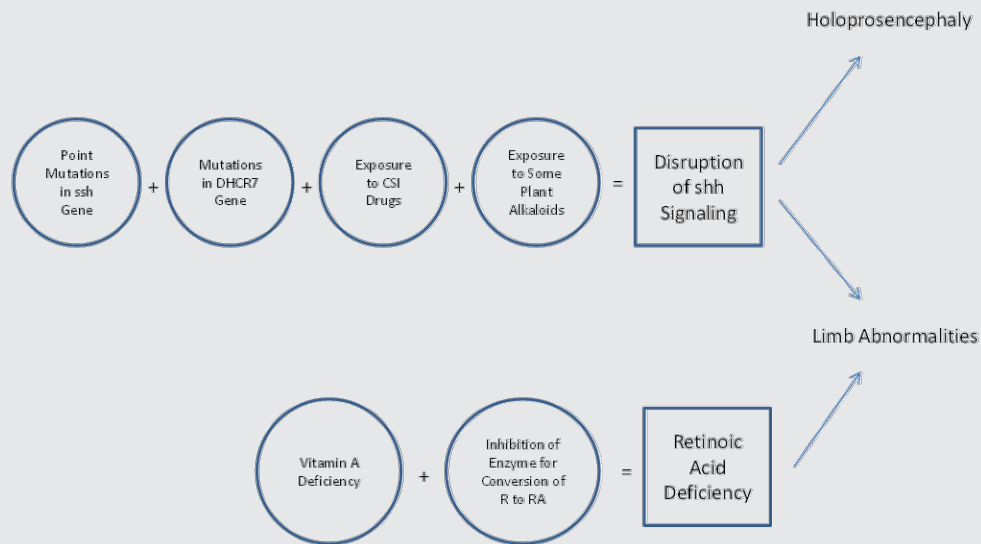 Holoprosencephaly
Point
Mutations
in ssh
Gene
+
Mutations
in DHCR7
Gene
+
Exposure
to CSI
Drugs
+
Exposure
to Some
Plant
Alkaloids
=
Disruption
of shh
Signaling
Limb Abnormalities
Vitamin A
Deficiency
+
Inhibition of
Enzyme for
Conversion of
R to RA
=
Retinoic
Acid
Deficiency